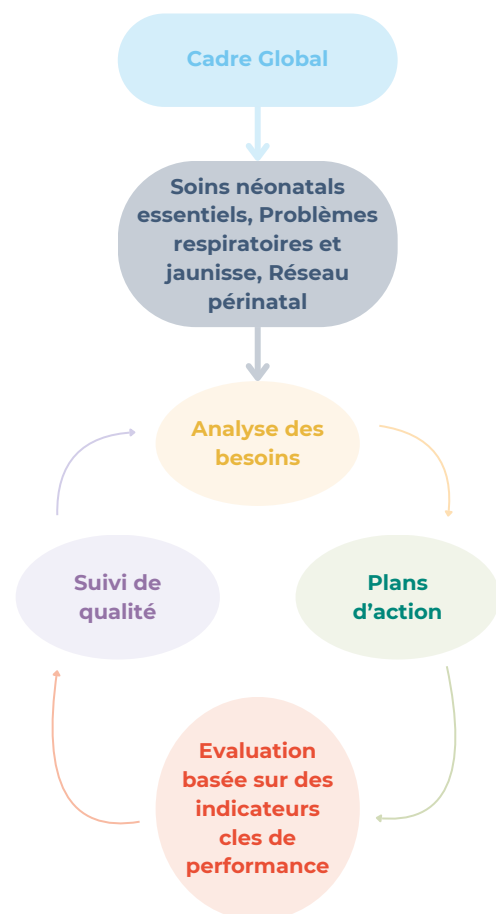 Cadre Global
Soins néonatals
essentiels, Problèmes
respiratoires et
jaunisse, Réseau
périnatal
Analyse des
besoins
Suivi de
qualité
Plans
d’action
Evaluation
basée sur des
indicateurs
cles de
performance